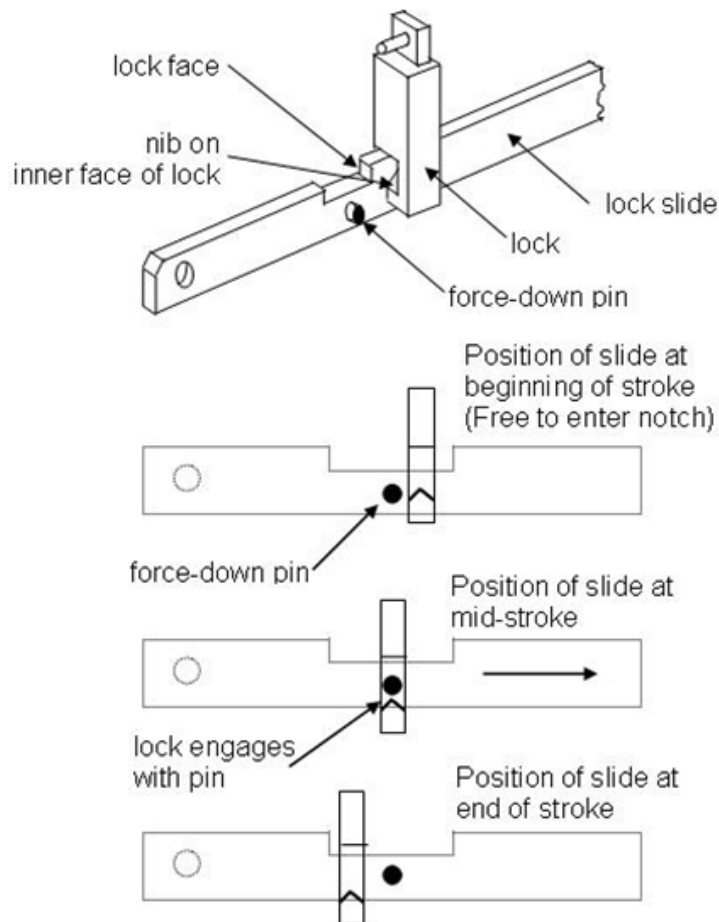 lock face
nib on
inner face of lock
lock slide
lock
force-down pin
Position of slide at
beginning of stroke
(Free to enter notch)
force-down pin
Position of slide at
mid-stroke
lock engages
with pin
Position of slide at
end of stroke